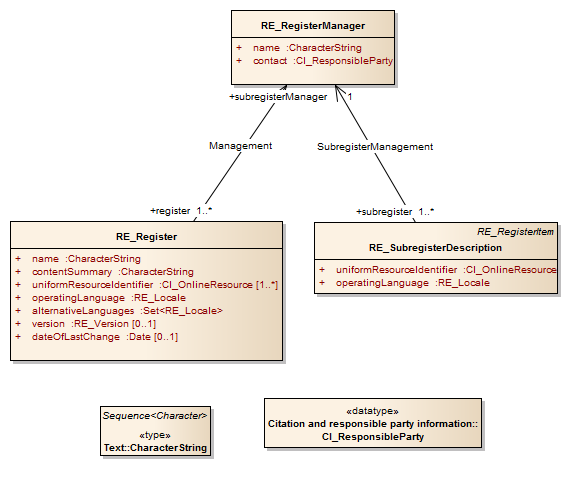 RE_RegisterManager
+ name :CharacterString
+ contact :CI_ResponsibleParty
+subregisterManager 1
Management
SubregisterManagement
+register 1..*
+subregister 1..*
RE_Register
+ name :CharacterString
+ contentSummary :CharacterString
+ uniformResourceIdentifier :CI_OnlineResource [1..*]
+ operatingLanguage :RE_Locale
+ alternativeLanguages :Set<RE_Locale>
+ version :RE_Version [0..1]
+ dateOfLastChange :Date [0..1]
RE_RegisterItem
RE_SubregisterDescription
+ uniformResourceIdentifier :CI_OnlineResource
+ operatingLanguage :RE_Locale
Sequence<Character>
«type»
Text::CharacterString
«datatype»
Citation and responsible party information::
CI_ResponsibleParty